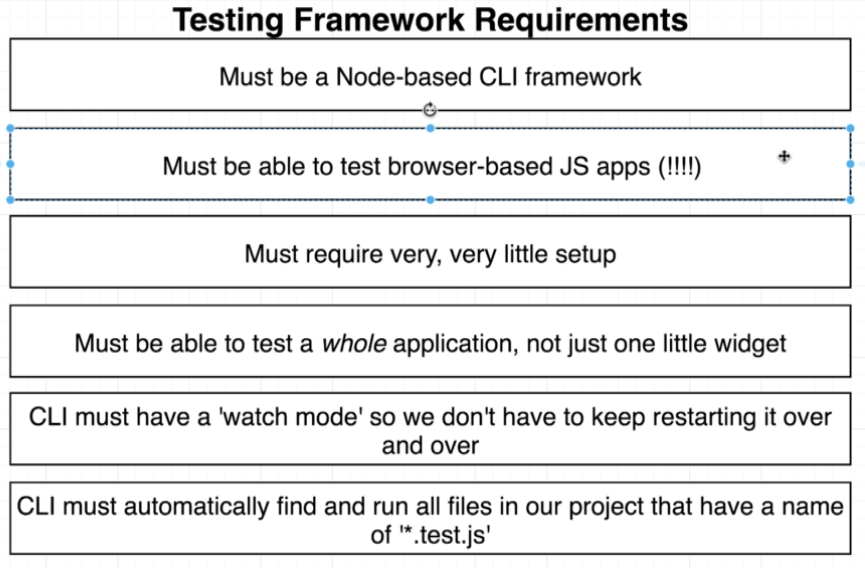 Testing Framework Requirements
Must be a Node-based CLI framework
Must be able to test browser-based JS apps (!!!!)
Must require very, very little setup
Must be able to test a whole application, not just one little widget
CLI must have a 'watch mode' so we don't have to keep restarting it over
and over
CLI must automatically find and run all files in our project that have a name
of '*.test.js'